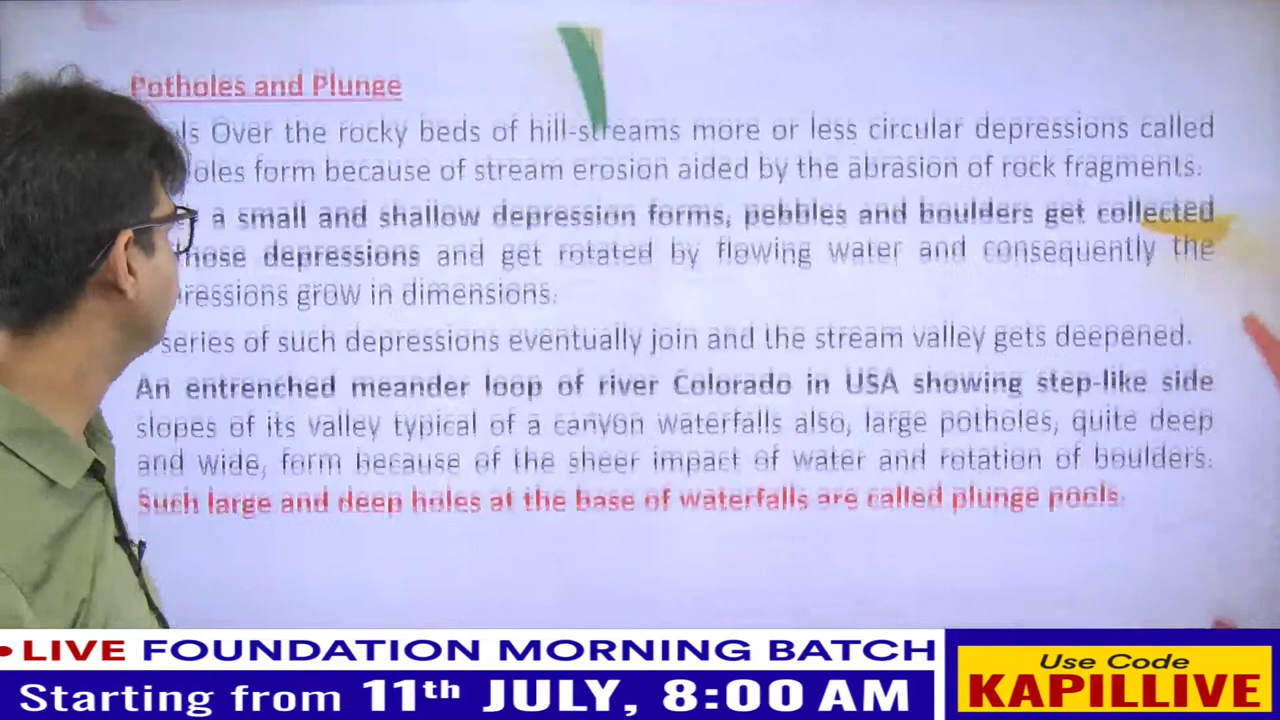 Potholes and Plunge
ls Over the rocky beds of hill-streams more or less circular depressions called
oles form because of stream erosion aided by the abrasion of rock fragments.
a small and shallow depression forms, pebbles and boulders get collected
hose depressions and get rotated by flowing water and consequently the
ressions grow in dimensions.
series of such depressions eventually join and the stream valley gets deepened.
An entrenched meander loop of river Colorado in USA showing step-like side
slopes of its valley typical of a canyon waterfalls also, large potholes, quite deep
and wide, form because of the sheer impact of water and rotation of boulders.
Such large and deep holes at the base of waterfalls are called plunge pools.
• LIVE FOUNDATION MORNING BATCH
Starting from 11th JULY, 8:00 AM
Use Code
KAPILLIVE